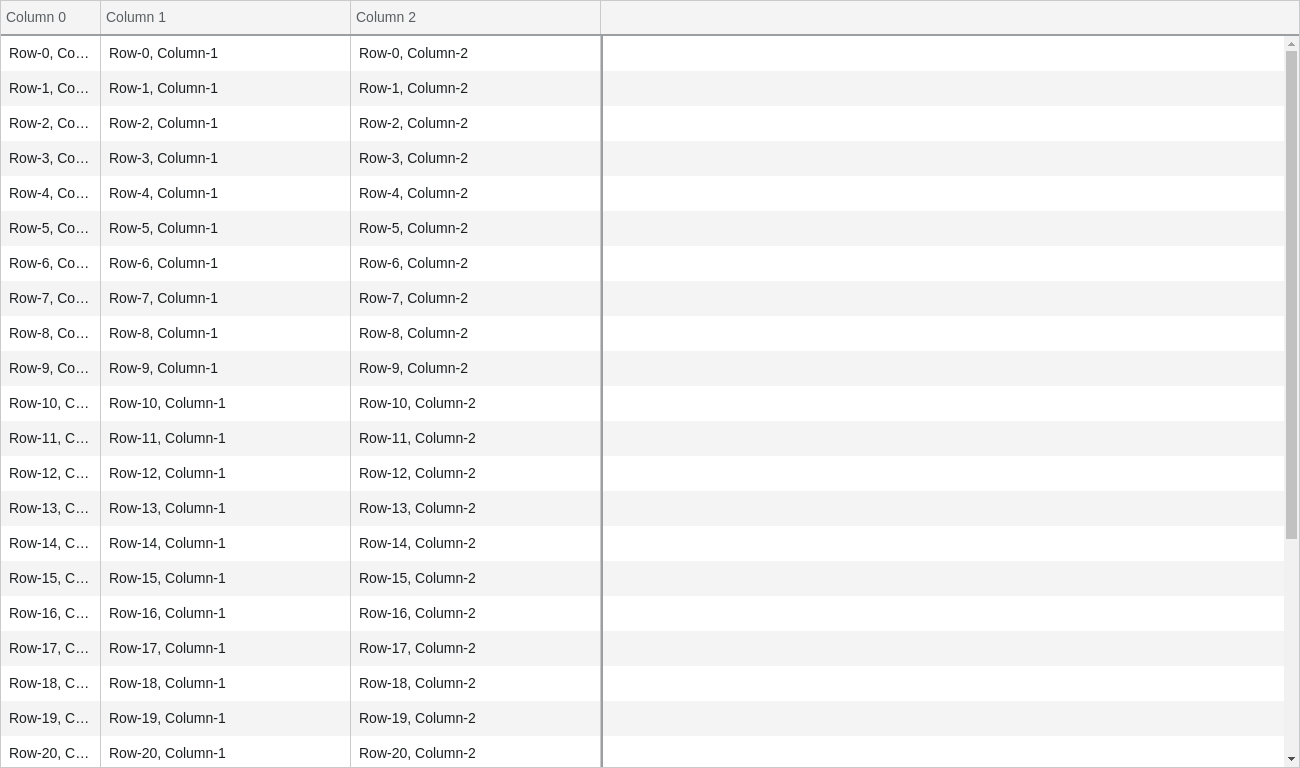 Column 0 Column 1 Column 2
Row-0, Co… Row-0, Column-1 Row-0, Column-2
Row-1, Co… Row-1, Column-1 Row-1, Column-2
Row-2, Co… Row-2, Column-1 Row-2, Column-2
Row-3, Co… Row-3, Column-1 Row-3, Column-2
Row-4, Co… Row-4, Column-1 Row-4, Column-2
Row-5, Co… Row-5, Column-1 Row-5, Column-2
Row-6, Co… Row-6, Column-1 Row-6, Column-2
Row-7, Co… Row-7, Column-1 Row-7, Column-2
Row-8, Co… Row-8, Column-1 Row-8, Column-2
Row-9, Co… Row-9, Column-1 Row-9, Column-2
Row-10, C… Row-10, Column-1 Row-10, Column-2
Row-11, C… Row-11, Column-1 Row-11, Column-2
Row-12, C… Row-12, Column-1 Row-12, Column-2
Row-13, C… Row-13, Column-1 Row-13, Column-2
Row-14, C… Row-14, Column-1 Row-14, Column-2
Row-15, C… Row-15, Column-1 Row-15, Column-2
Row-16, C… Row-16, Column-1 Row-16, Column-2
Row-17, C… Row-17, Column-1 Row-17, Column-2
Row-18, C… Row-18, Column-1 Row-18, Column-2
Row-19, C… Row-19, Column-1 Row-19, Column-2
Row-20, C… Row-20, Column-1 Row-20, Column-2